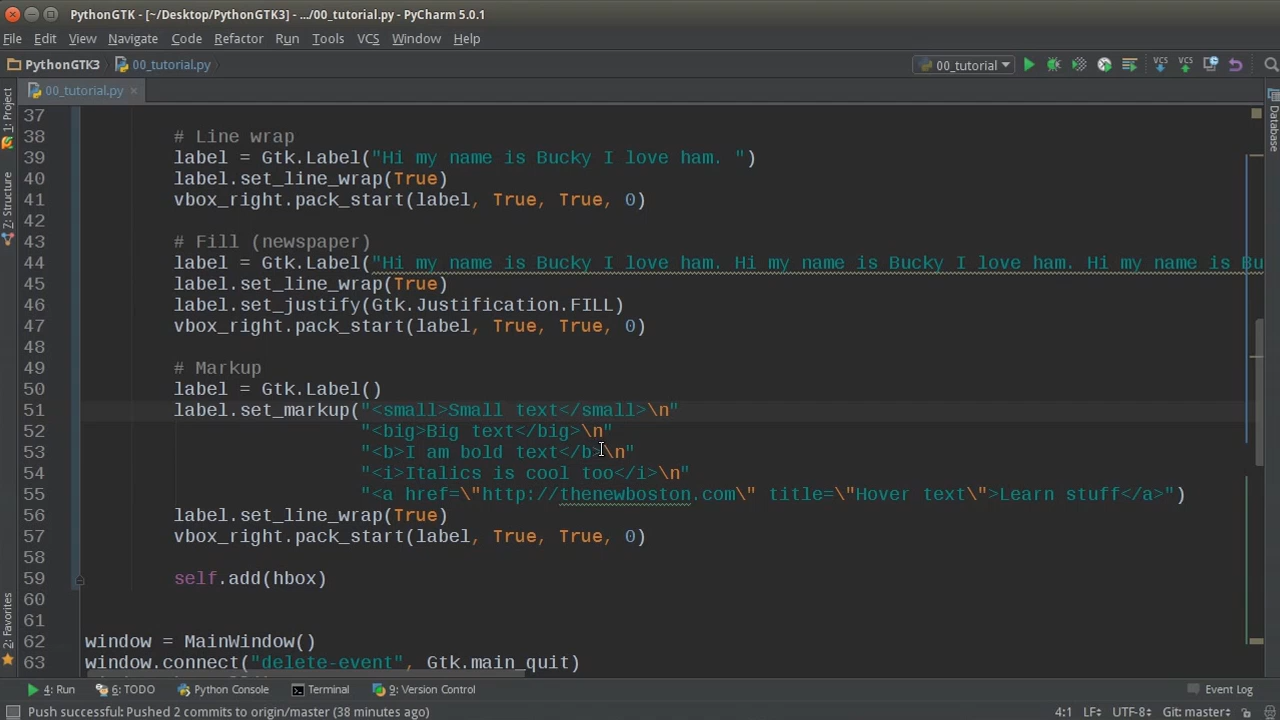 PythonGTK - [~/Desktop/PythonGTK3] - .../00_tutorial.py - PyCharm 5.0.1
File Edit View Navigate Code Refactor Run Tools VCS Window Help
PythonGTK3 00_tutorial.py 00_tutorial VCS VCS
00_tutorial.py
1: Project
Z: Structure
2: Favorites
Database
37
38 # Line wrap
39 label = Gtk.Label("Hi my name is Bucky I love ham. ")
40 label.set_line_wrap(True)
41 vbox_right.pack_start(label, True, True, 0)
42
43 # Fill (newspaper)
44 label = Gtk.Label("Hi my name is Bucky I love ham. Hi my name is Bucky I love ham. Hi my name is Bu
45 label.set_line_wrap(True)
46 label.set_justify(Gtk.Justification.FILL)
47 vbox_right.pack_start(label, True, True, 0)
48
49 # Markup
50 label = Gtk.Label()
51 label.set_markup("<small>Small text</small>\n"
52 "<big>Big text</big>\n"
53 "<b>I am bold text</b>\n"
54 "<i>Italics is cool too</i>\n"
55 "<a href=\"http://thenewboston.com\" title=\"Hover text\">Learn stuff</a>")
56 label.set_line_wrap(True)
57 vbox_right.pack_start(label, True, True, 0)
58
59 self.add(hbox)
60
61
62 window = MainWindow()
63 window.connect("delete-event", Gtk.main_quit)
4: Run 6: TODO Python Console Terminal 9: Version Control Event Log
Push successful: Pushed 2 commits to origin/master (38 minutes ago) 4:1 LF÷ UTF-8÷ Git: master÷